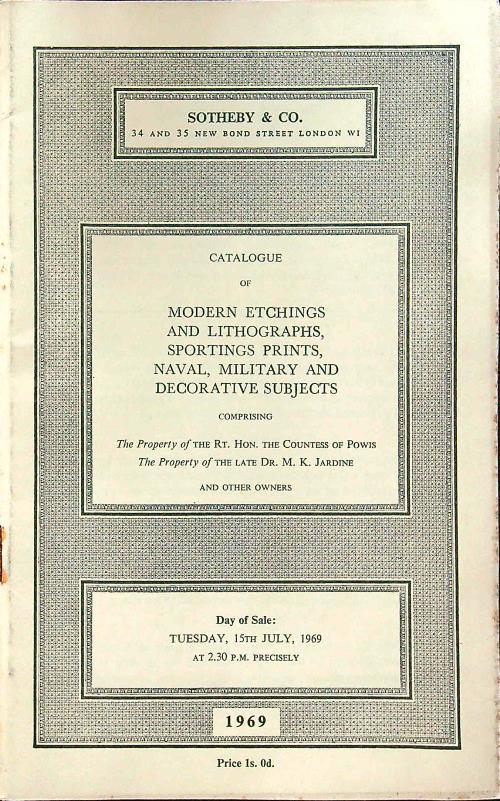 SOTHEBY & CO.
34 AND 35 NEW BOND STREET LONDON W1
CATALOGUE
OF
MODERN ETCHINGS
AND LITHOGRAPHS,
SPORTINGS PRINTS,
NAVAL, MILITARY AND
DECORATIVE SUBJECTS
COMPRISING
The Property of THE RT. HON. THE COUNTESS OF POWIS
The Property of THE LATE DR. M. K. JARDINE
AND OTHER OWNERS
Day of Sale:
TUESDAY, 15TH JULY, 1969
AT 2.30 P.M. PRECISELY
1969
Price 1s. 0d.